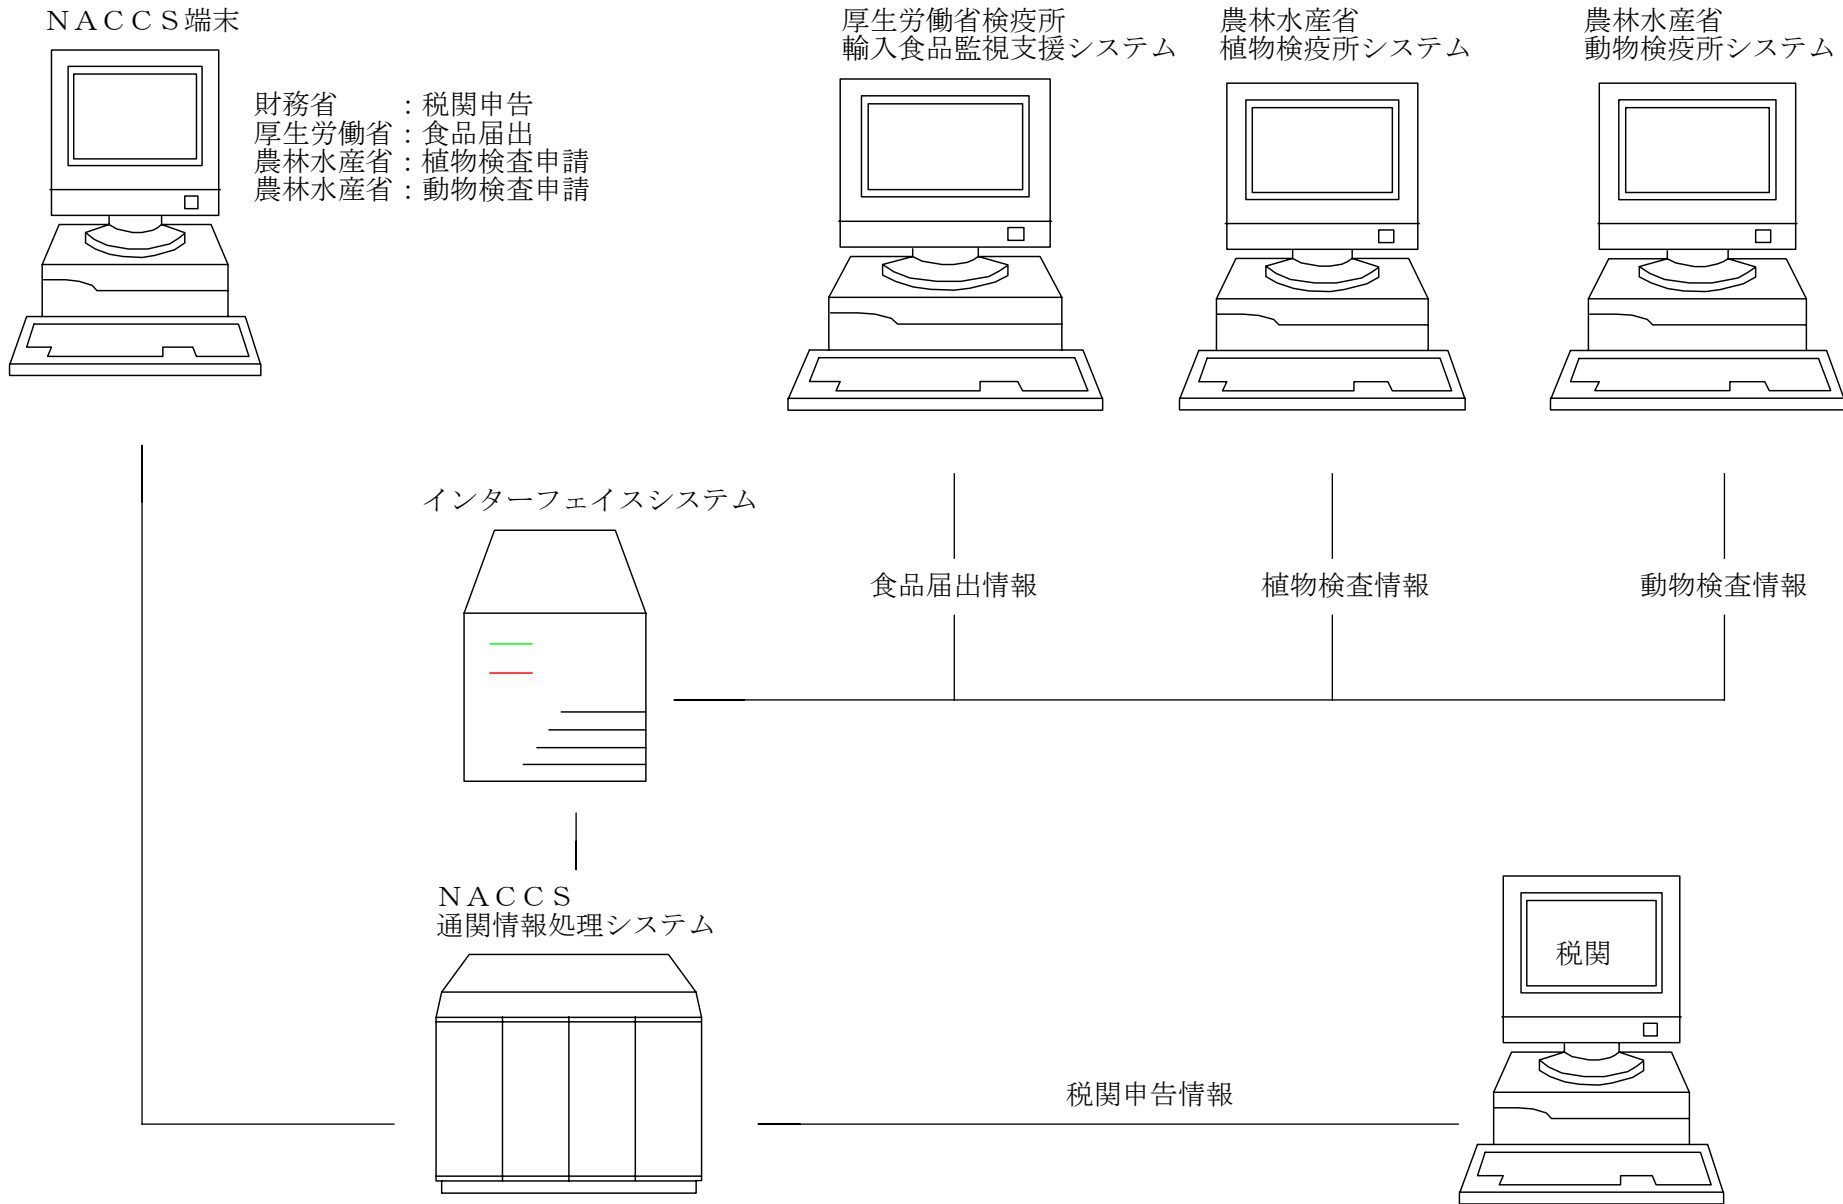 ＮＡＣＣＳ端末
財務省　　：税関申告
厚生労働省：食品届出
農林水産省：植物検査申請
農林水産省：動物検査申請
厚生労働省検疫所
輸入食品監視支援システム
農林水産省
植物検疫所システム
農林水産省
動物検疫所システム
インターフェイスシステム
食品届出情報
植物検査情報
動物検査情報
ＮＡＣＣＳ
通関情報処理システム
税関
税関申告情報